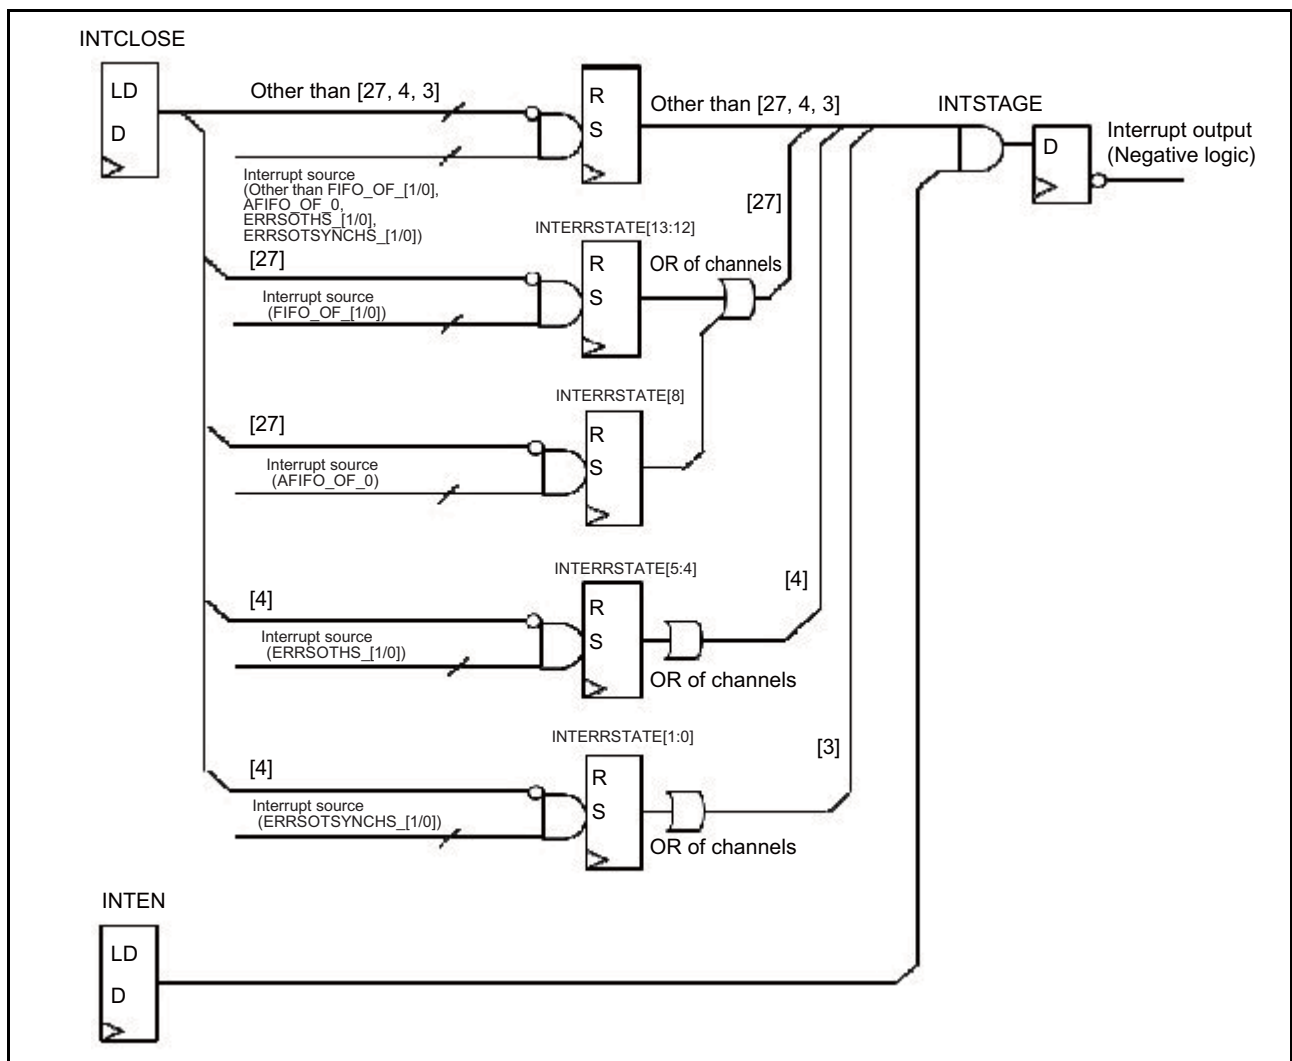 INTCLOSE
LD
D
Other than [27, 4, 3]
R
S
Other than [27, 4, 3]
INTSTAGE
D
Interrupt output
(Negative logic)
Interrupt source
(Other than FIFO_OF_[1/0],
AFIFO_OF_0,
ERRSOTHS_[1/0],
ERRSOTSYNCHS_[1/0])
[27]
INTERRSTATE[13:12]
[27]
R
S
OR of channels
Interrupt source
(FIFO_OF_[1/0])
INTERRSTATE[8]
[27]
R
S
Interrupt source
(AFIFO_OF_0)
INTERRSTATE[5:4]
[4]
[4]
R
S
Interrupt source
(ERRSOTHS_[1/0])
OR of channels
INTERRSTATE[1:0]
[3]
[4]
R
S
Interrupt source
(ERRSOTSYNCHS_[1/0])
OR of channels
INTEN
LD
D